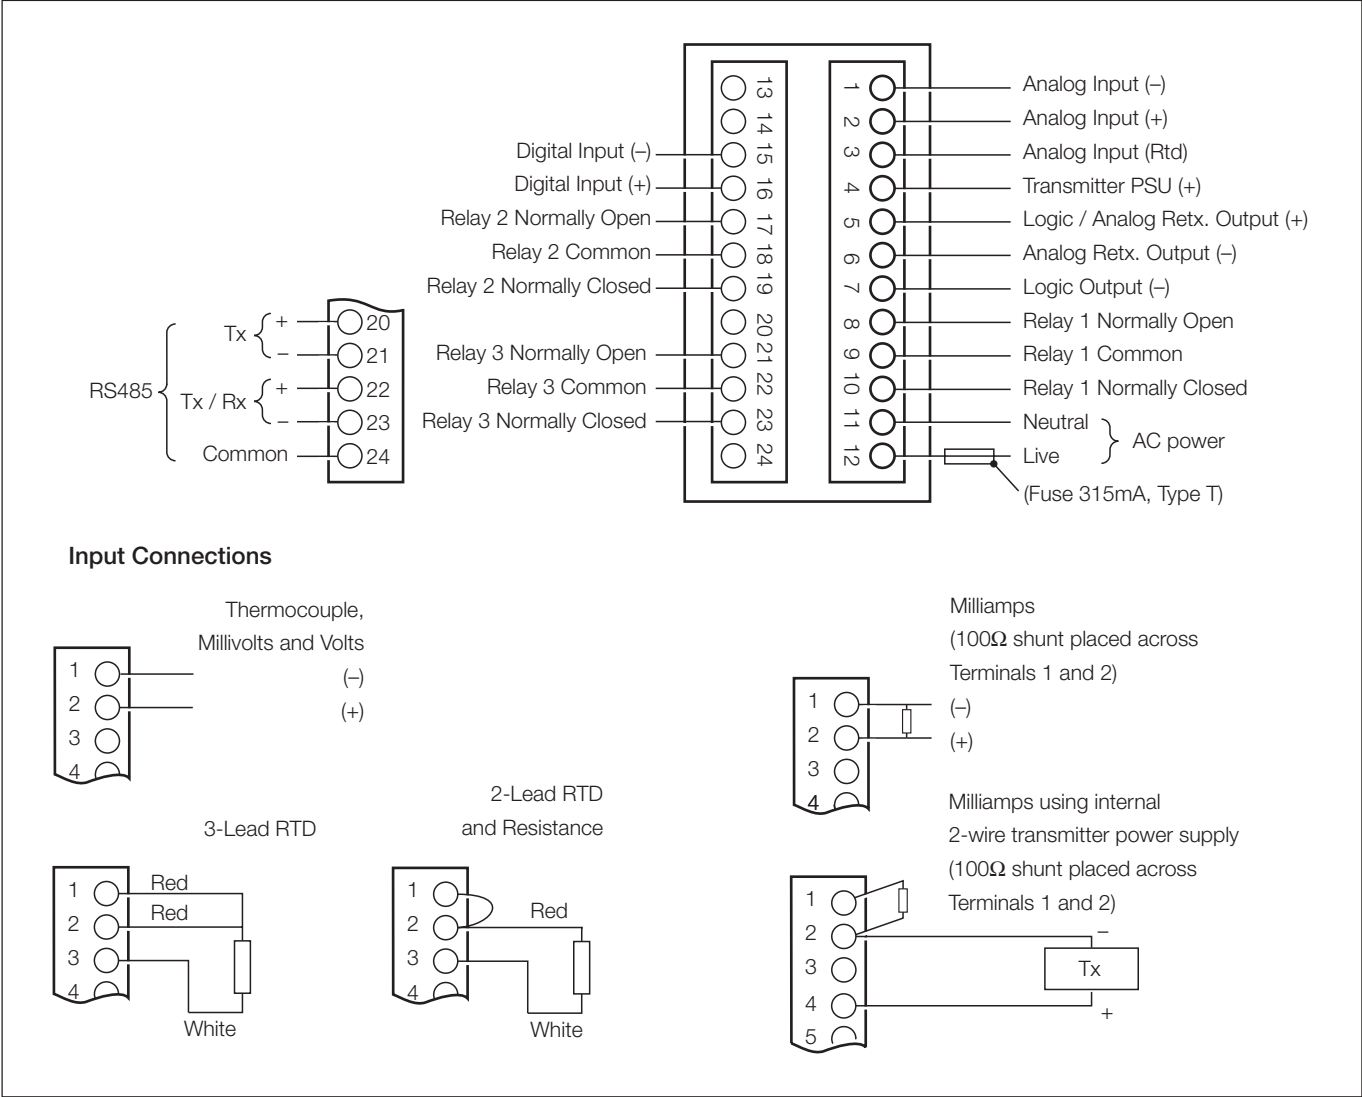 13
14
Digital Input (–) 15
Digital Input (+) 16
Relay 2 Normally Open 17
Relay 2 Common 18
Relay 2 Normally Closed 19
20
Relay 3 Normally Open 21
Relay 3 Common 22
Relay 3 Normally Closed 23
24
1 Analog Input (–)
2 Analog Input (+)
3 Analog Input (Rtd)
4 Transmitter PSU (+)
5 Logic / Analog Retx. Output (+)
6 Analog Retx. Output (–)
7 Logic Output (–)
8 Relay 1 Normally Open
9 Relay 1 Common
10 Relay 1 Normally Closed
11 Neutral
12 Live
AC power
(Fuse 315mA, Type T)
RS485
Tx
+ 20
– 21
Tx / Rx
+ 22
– 23
Common 24
Input Connections
Thermocouple,
Millivolts and Volts
1 (–)
2 (+)
3
4
Milliamps
(100Ω shunt placed across
Terminals 1 and 2)
1 (–)
2 (+)
3
4
3-Lead RTD
1 Red
2 Red
3
4
White
2-Lead RTD
and Resistance
1
2 Red
3
4
White
Milliamps using internal
2-wire transmitter power supply
(100Ω shunt placed across
Terminals 1 and 2)
1
2 –
3 Tx
4 +
5